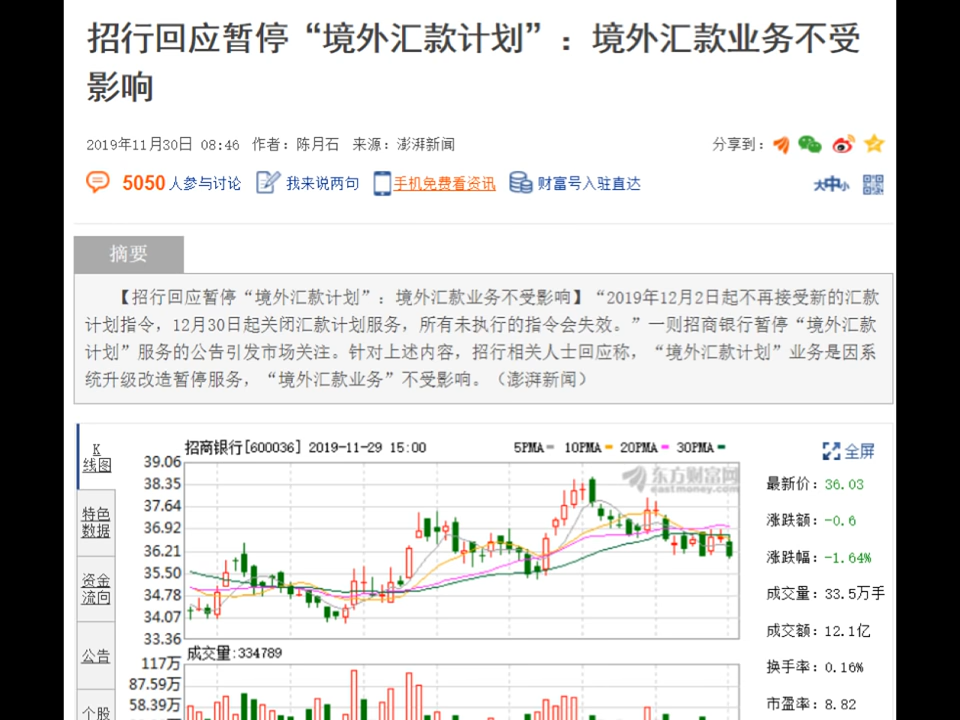 招行回应暂停“境外汇款计划”：境外汇款业务不受
影响
2019年11月30日 08:46 作者：陈月石 来源：澎湃新闻
分享到：
5050人参与讨论 我来说两句 手机免费看资讯 财富号入驻直达
大中小
摘要
【招行回应暂停“境外汇款计划”：境外汇款业务不受影响】“2019年12月2日起不再接受新的汇款
计划指令，12月30日起关闭汇款计划服务，所有未执行的指令会失效。”一则招商银行暂停“境外汇款
计划”服务的公告引发市场关注。针对上述内容，招行相关人士回应称，“境外汇款计划”业务是因系
统升级改造暂停服务，“境外汇款业务”不受影响。（澎湃新闻）
K
线图
特色
数据
资金
流向
公告
个股
招商银行[600036] 2019-11-29 15:00
5PMA 10PMA 20PMA 30PMA
东方财富网
eastmoney.com
39.06
38.35
37.64
36.92
36.21
35.50
34.78
34.07
33.36
成交量:334789
117万
87.59万
58.39万
全屏
最新价：36.03
涨跌额：-0.6
涨跌幅：-1.64%
成交量：33.5万手
成交额：12.1亿
换手率：0.16%
市盈率：8.82